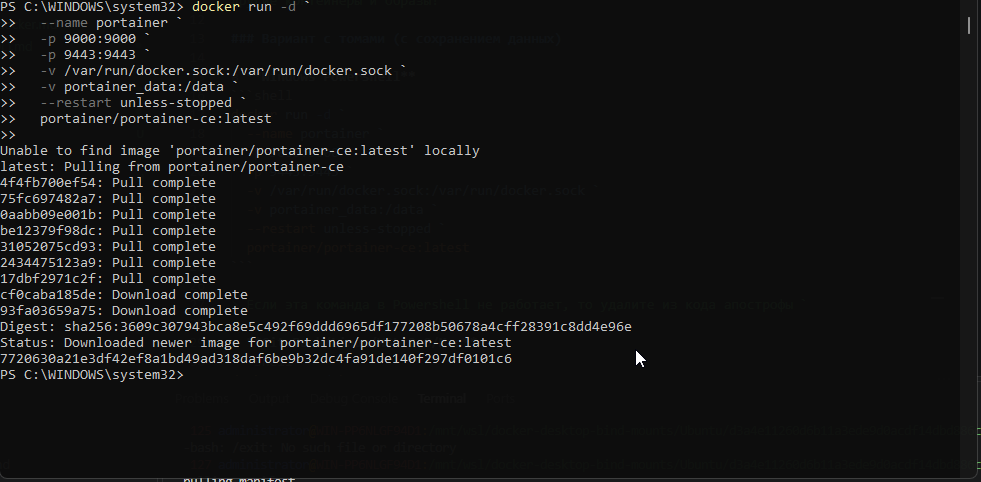 PS C:\WINDOWS\system32> docker run -d `
>>   --name portainer `
>>   -p 9000:9000 `
>>   -p 9443:9443 `
>>   -v /var/run/docker.sock:/var/run/docker.sock `
>>   -v portainer_data:/data `
>>   --restart unless-stopped `
>>   portainer/portainer-ce:latest
>>
Unable to find image 'portainer/portainer-ce:latest' locally
latest: Pulling from portainer/portainer-ce
4f4fb700ef54: Pull complete
75fc697482a7: Pull complete
0aabb09e001b: Pull complete
be12379f98dc: Pull complete
31052075cd93: Pull complete
2434475123a9: Pull complete
17dbf2971c2f: Pull complete
cf0caba185de: Download complete
93fa03659a75: Download complete
Digest: sha256:3609c307943bca8e5c492f69ddd6965df177208b50678a4cff28391c8dd4e96e
Status: Downloaded newer image for portainer/portainer-ce:latest
7720630a21e3df42ef8a1bd49ad318daf6be9b32dc4fa91de140f297df0101c6
PS C:\WINDOWS\system32>
Terminal
pulling manifest